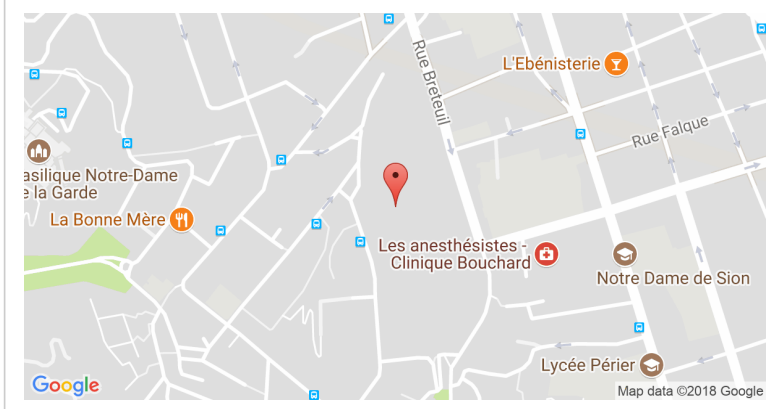 Rue Breteuil
L'Ebénisterie
Rue Falque
asilique Notre-Dame
e la Garde
La Bonne Mère
Les anesthésistes -
Clinique Bouchard
Notre Dame de Sion
Lycée Périer
Google
Map data ©2018 Google